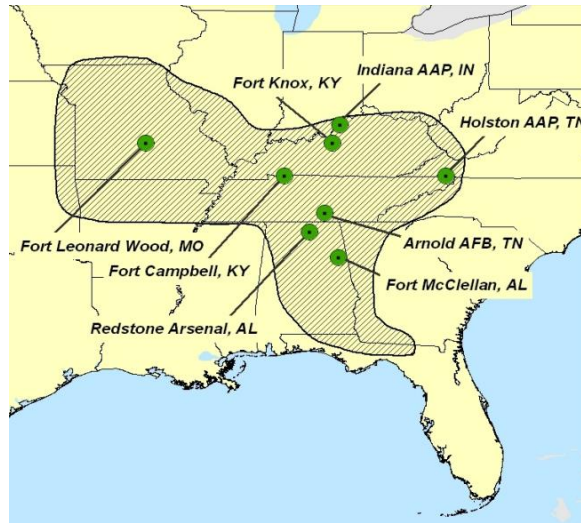 Indiana AAP, IN
Fort Knox, KY
Holston AAP, TN
Fort Leonard Wood, MO
Arnold AFB, TN
Fort Campbell, KY
Fort McClellan, AL
Redstone Arsenal, AL